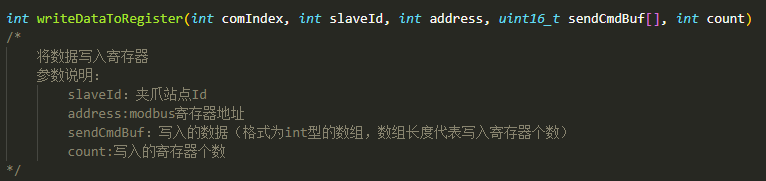 int writeDataToRegister(int comIndex, int slaveId, int address, uint16_t sendCmdBuf[], int count)
/*
将数据写入寄存器
参数说明:
slaveId: 夹爪站点Id
address:modbus寄存器地址
sendCmdBuf: 写入的数据（格式为int型的数组，数组长度代表写入寄存器个数）
count:写入的寄存器个数
*/